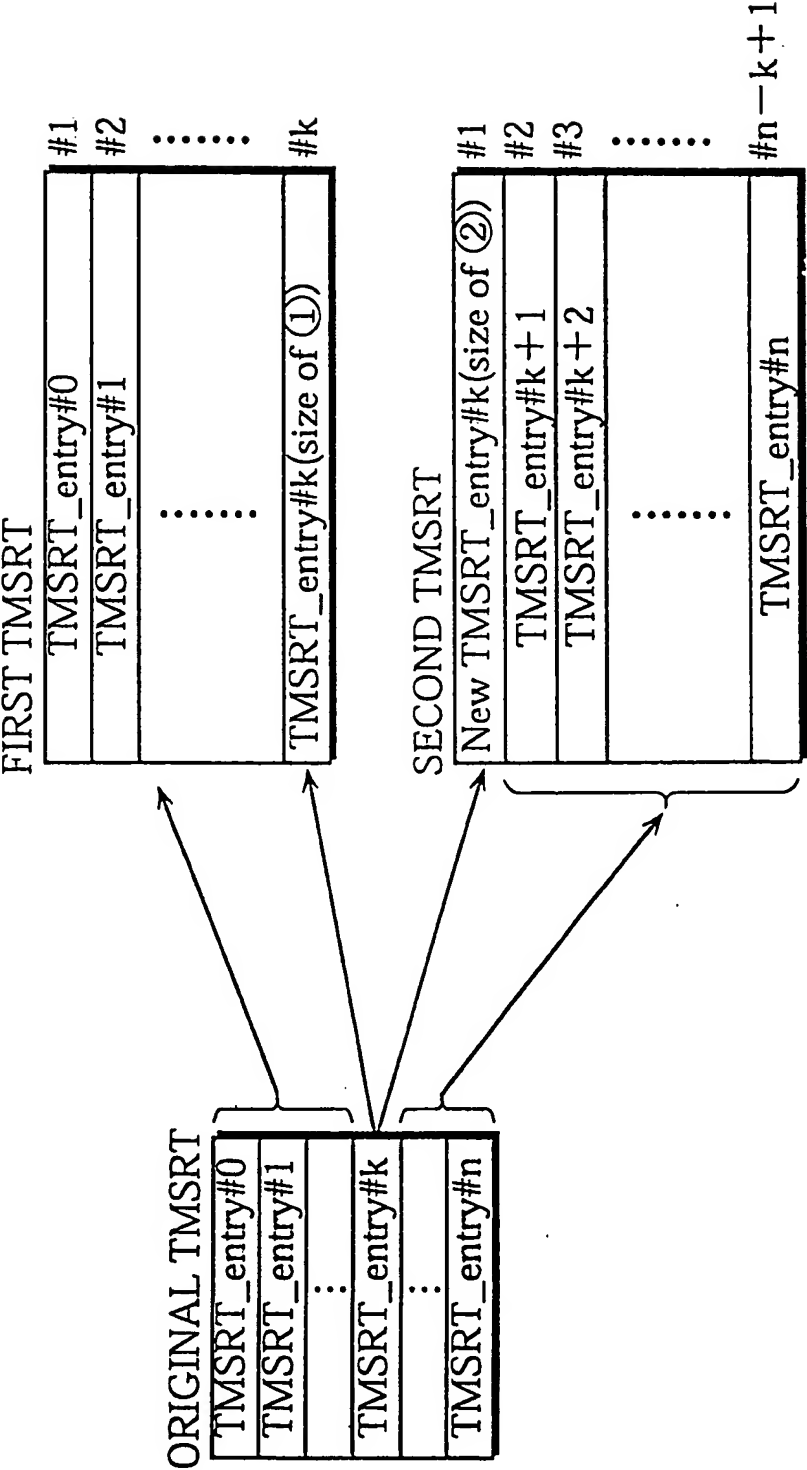 ORIGINAL TMSRT
TMSRT_entry#0
TMSRT_entry#1
⋯
TMSRT_entry#k
⋯
TMSRT_entry#n
FIRST TMSRT
TMSRT_entry#0 #1
TMSRT_entry#1 #2
⋯⋯ ⋯⋯
TMSRT_entry#k(size of ①) #k
SECOND TMSRT
New TMSRT_entry#k(size of ②) #1
TMSRT_entry#k+1 #2
TMSRT_entry#k+2 #3
⋯⋯ ⋯⋯
TMSRT_entry#n #n−k+1